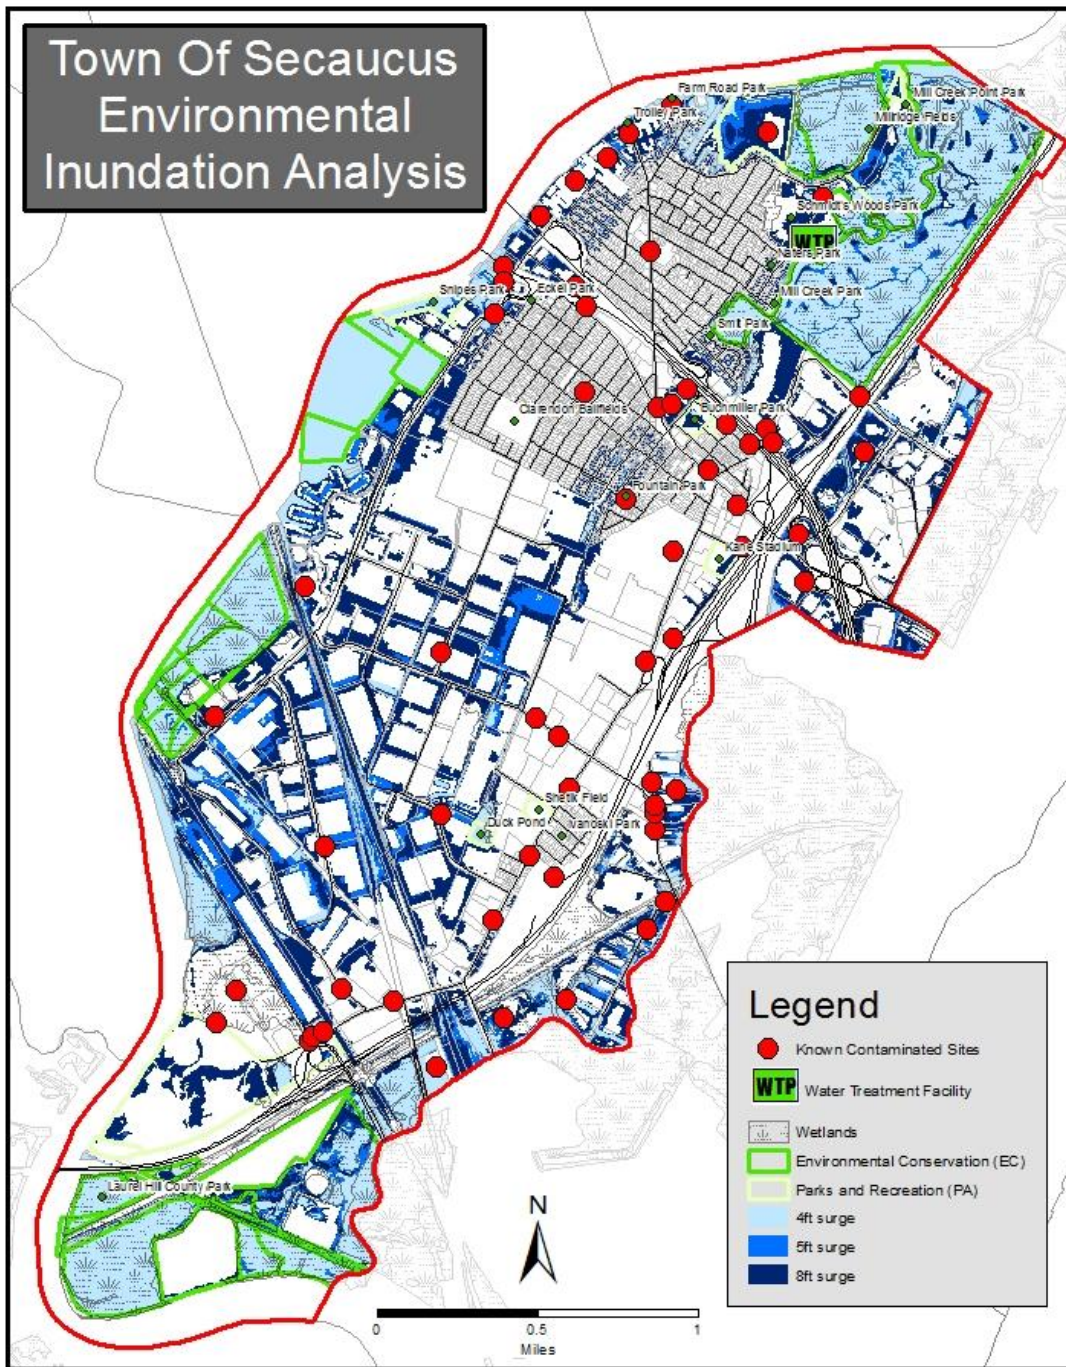 Town Of Secaucus
Environmental
Inundation Analysis
Farm Road Park
Mill Creek Point Park
Trolley Park
Millridge Fields
Schmidt's Woods Park
WTP
Naters Park
Snipes Park
Eckel Park
Mill Creek Park
Smit Park
Clarendon Ballfields
Buchmiller Park
Fountain Park
Kane Stadium
Shetik Field
Duck Pond
Ivanoski Park
Laurel Hill County Park
Legend
Known Contaminated Sites
WTP Water Treatment Facility
Wetlands
Environmental Conservation (EC)
Parks and Recreation (PA)
4ft surge
5ft surge
8ft surge
N
0 0.5 1
Miles